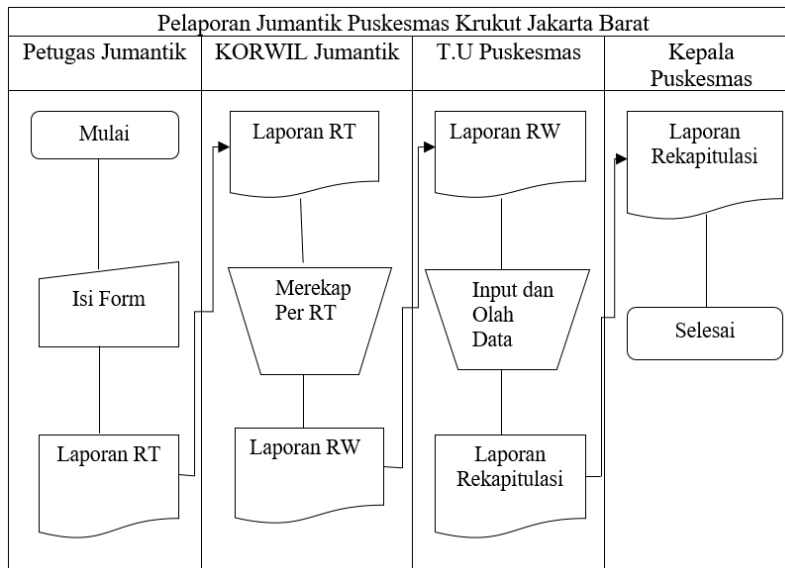 Pelaporan Jumantik Puskesmas Krukut Jakarta Barat
Petugas Jumantik
KORWIL Jumantik
T.U Puskesmas
Kepala
Puskesmas
Mulai
Isi Form
Laporan RT
Laporan RT
Merekap
Per RT
Laporan RW
Laporan RW
Input dan
Olah
Data
Laporan
Rekapitulasi
Laporan
Rekapitulasi
Selesai